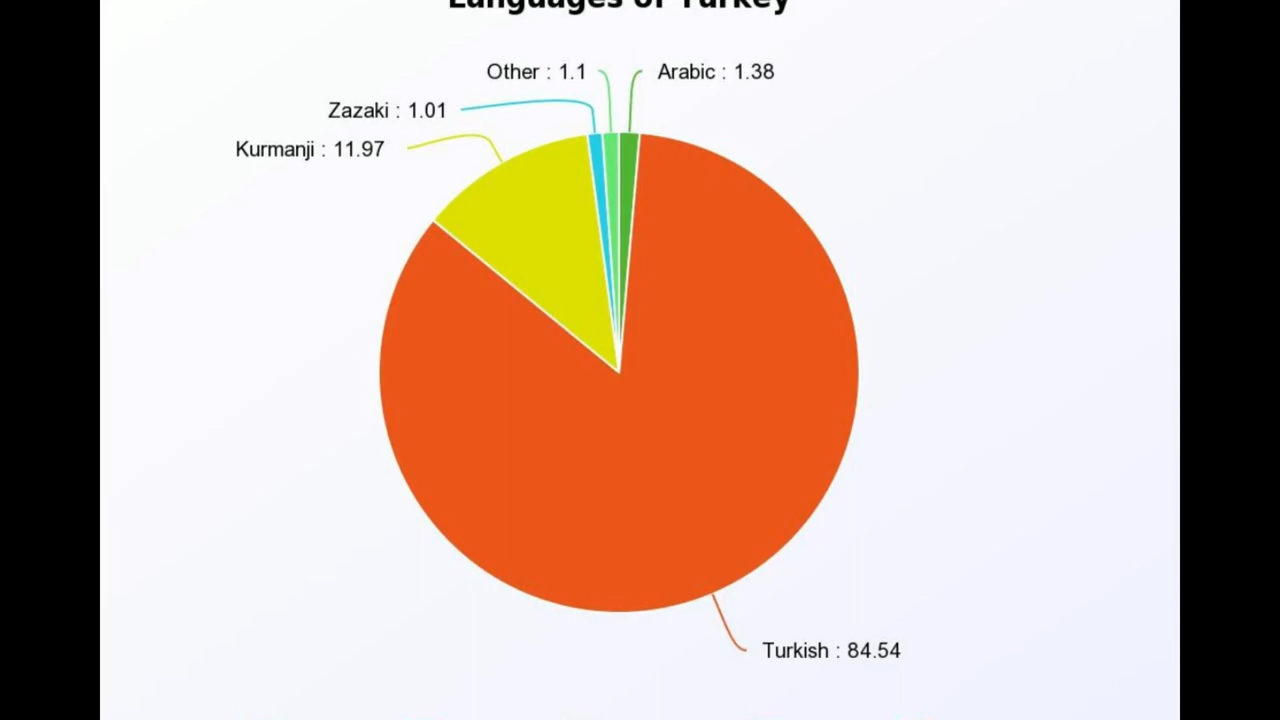 Languages of Turkey
Other : 1.1
Arabic : 1.38
Zazaki : 1.01
Kurmanji : 11.97
Turkish : 84.54